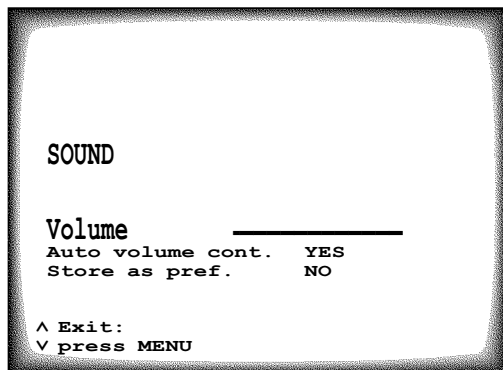 SOUND
Volume
Auto volume cont. YES
Store as pref. NO
^ Exit:
v press MENU